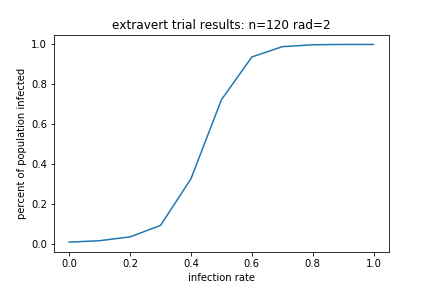 extravert trial results: n=120 rad=2
percent of population infected
1.0
0.8
0.6
0.4
0.2
0.0
0.0 0.2 0.4 0.6 0.8 1.0
infection rate